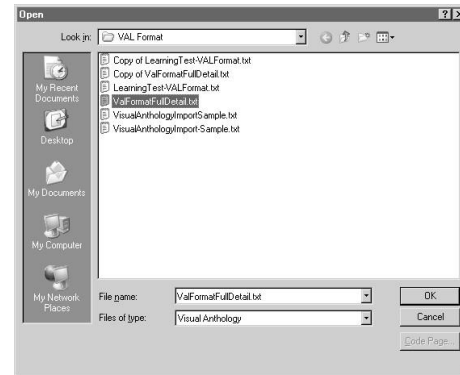 Open
Look in: VAL Format
Copy of LearningTest-VALFormat.txt
Copy of ValFormatFullDetail.txt
LearningTest-VALFormat.txt
ValFormatFullDetail.txt
VisualAnthologyImportSample.txt
VisualAnthologyImport-Sample.txt
My Recent
Documents
Desktop
My Documents
My Computer
My Network
Places
File name: ValFormatFullDetail.txt OK
Files of type: Visual Anthology Cancel
Code Page...